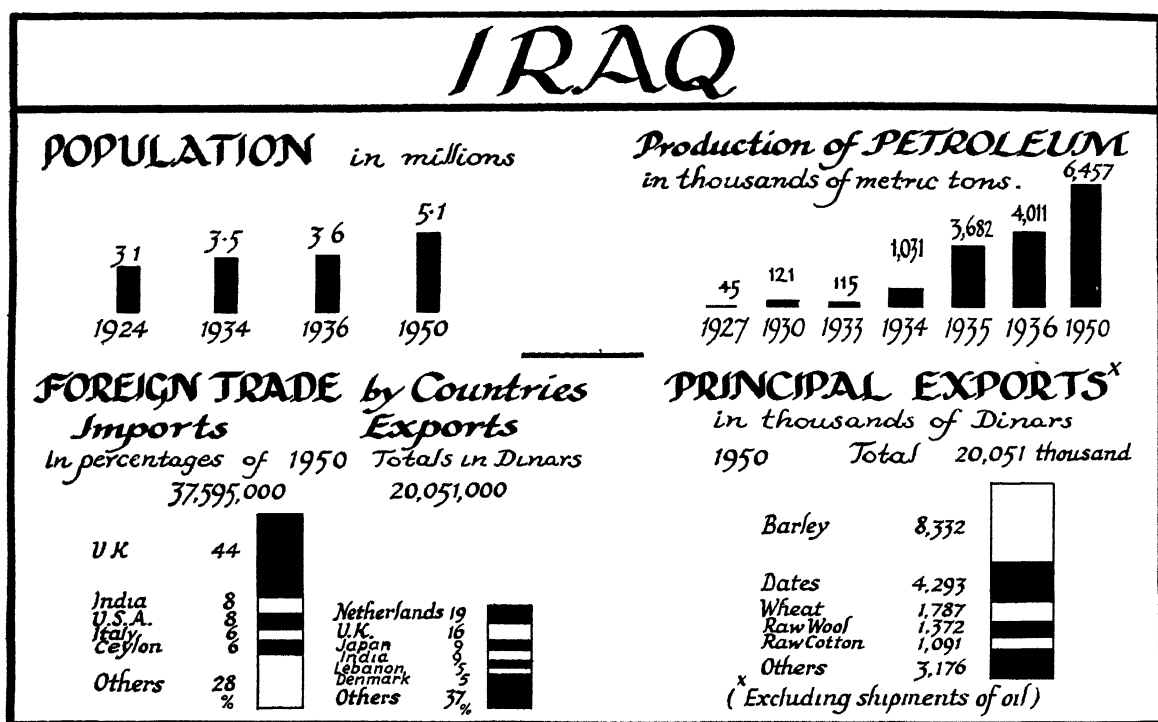 IRAQ
POPULATION in millions
3 1 3·5 3 6 5·1
1924 1934 1936 1950
Production of PETROLEUM
in thousands of metric tons.
45 121 115 1,031 3,682 4,011 6,457
1927 1930 1933 1934 1935 1936 1950
FOREIGN TRADE by Countries
Imports Exports
In percentages of 1950 Totals in Dinars
37,595,000 20,051,000
UK 44
India 8
U.S.A. 8
Italy 6
Ceylon 6
Others 28
%
Netherlands 19
U.K. 16
Japan 9
India 9
Lebanon, 5
Denmark 5
Others 37%
PRINCIPAL EXPORTS x
in thousands of Dinars
1950 Total 20,051 thousand
Barley 8,332
Dates 4,293
Wheat 1,787
Raw Wool 1,372
Raw Cotton 1,091
Others 3,176
(x Excluding shipments of oil)